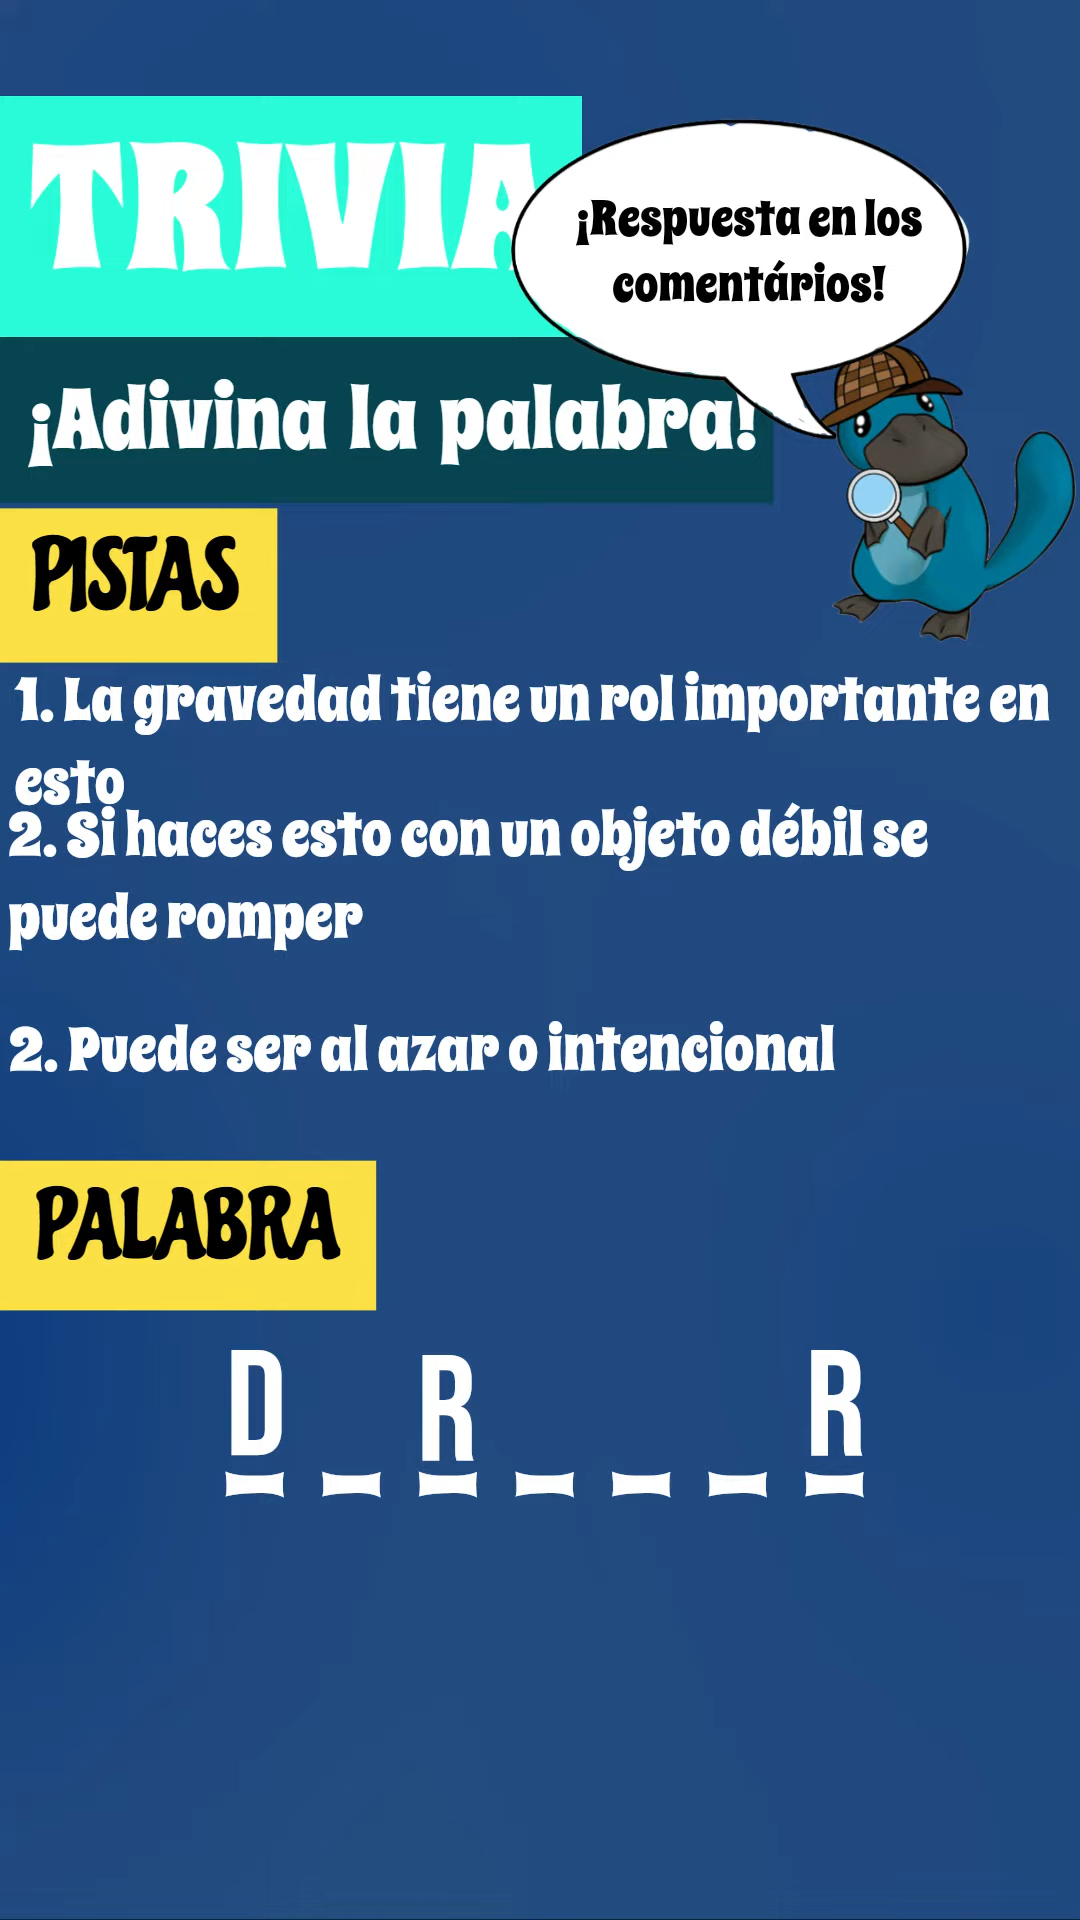 TRIVIA
¡Respuesta en los
comentários!
¡Adivina la palabra!
PISTAS
1. La gravedad tiene un rol importante en
esto
2. Si haces esto con un objeto débil se
puede romper
2. Puede ser al azar o intencional
PALABRA
D _ R _ _ _ R